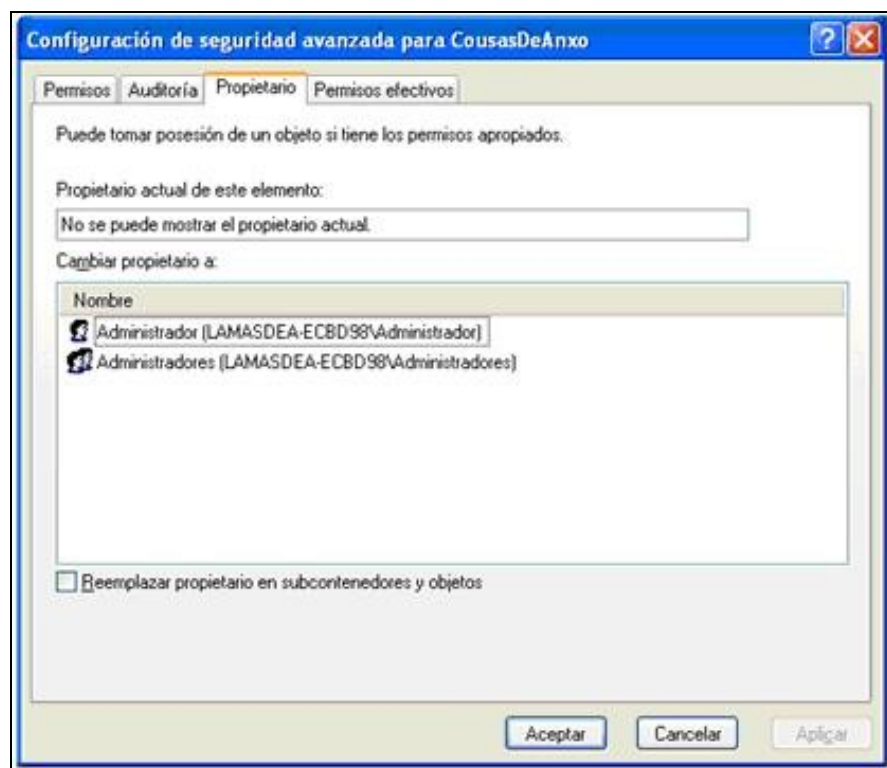 Configuración de seguridad avanzada para CousasDeAnxo
Permisos Auditoría Propietario Permisos efectivos
Puede tomar posesión de un objeto si tiene los permisos apropiados.
Propietario actual de este elemento:
No se puede mostrar el propietario actual.
Cambiar propietario a:
Nombre
Administrador (LAMASDEA-ECBD98\Administrador)
Administradores (LAMASDEA-ECBD98\Administradores)
Reemplazar propietario en subcontenedores y objetos
Aceptar Cancelar Aplicar